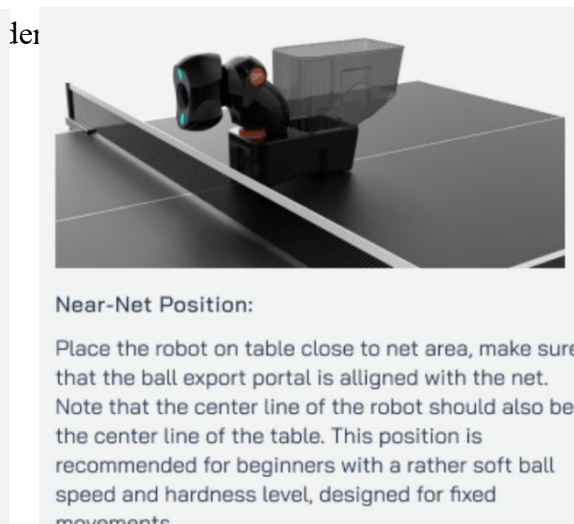 der
Near-Net Position:
Place the robot on table close to net area, make sure
that the ball export portal is alligned with the net.
Note that the center line of the robot should also be
the center line of the table. This position is
recommended for beginners with a rather soft ball
speed and hardness level, designed for fixed
movements